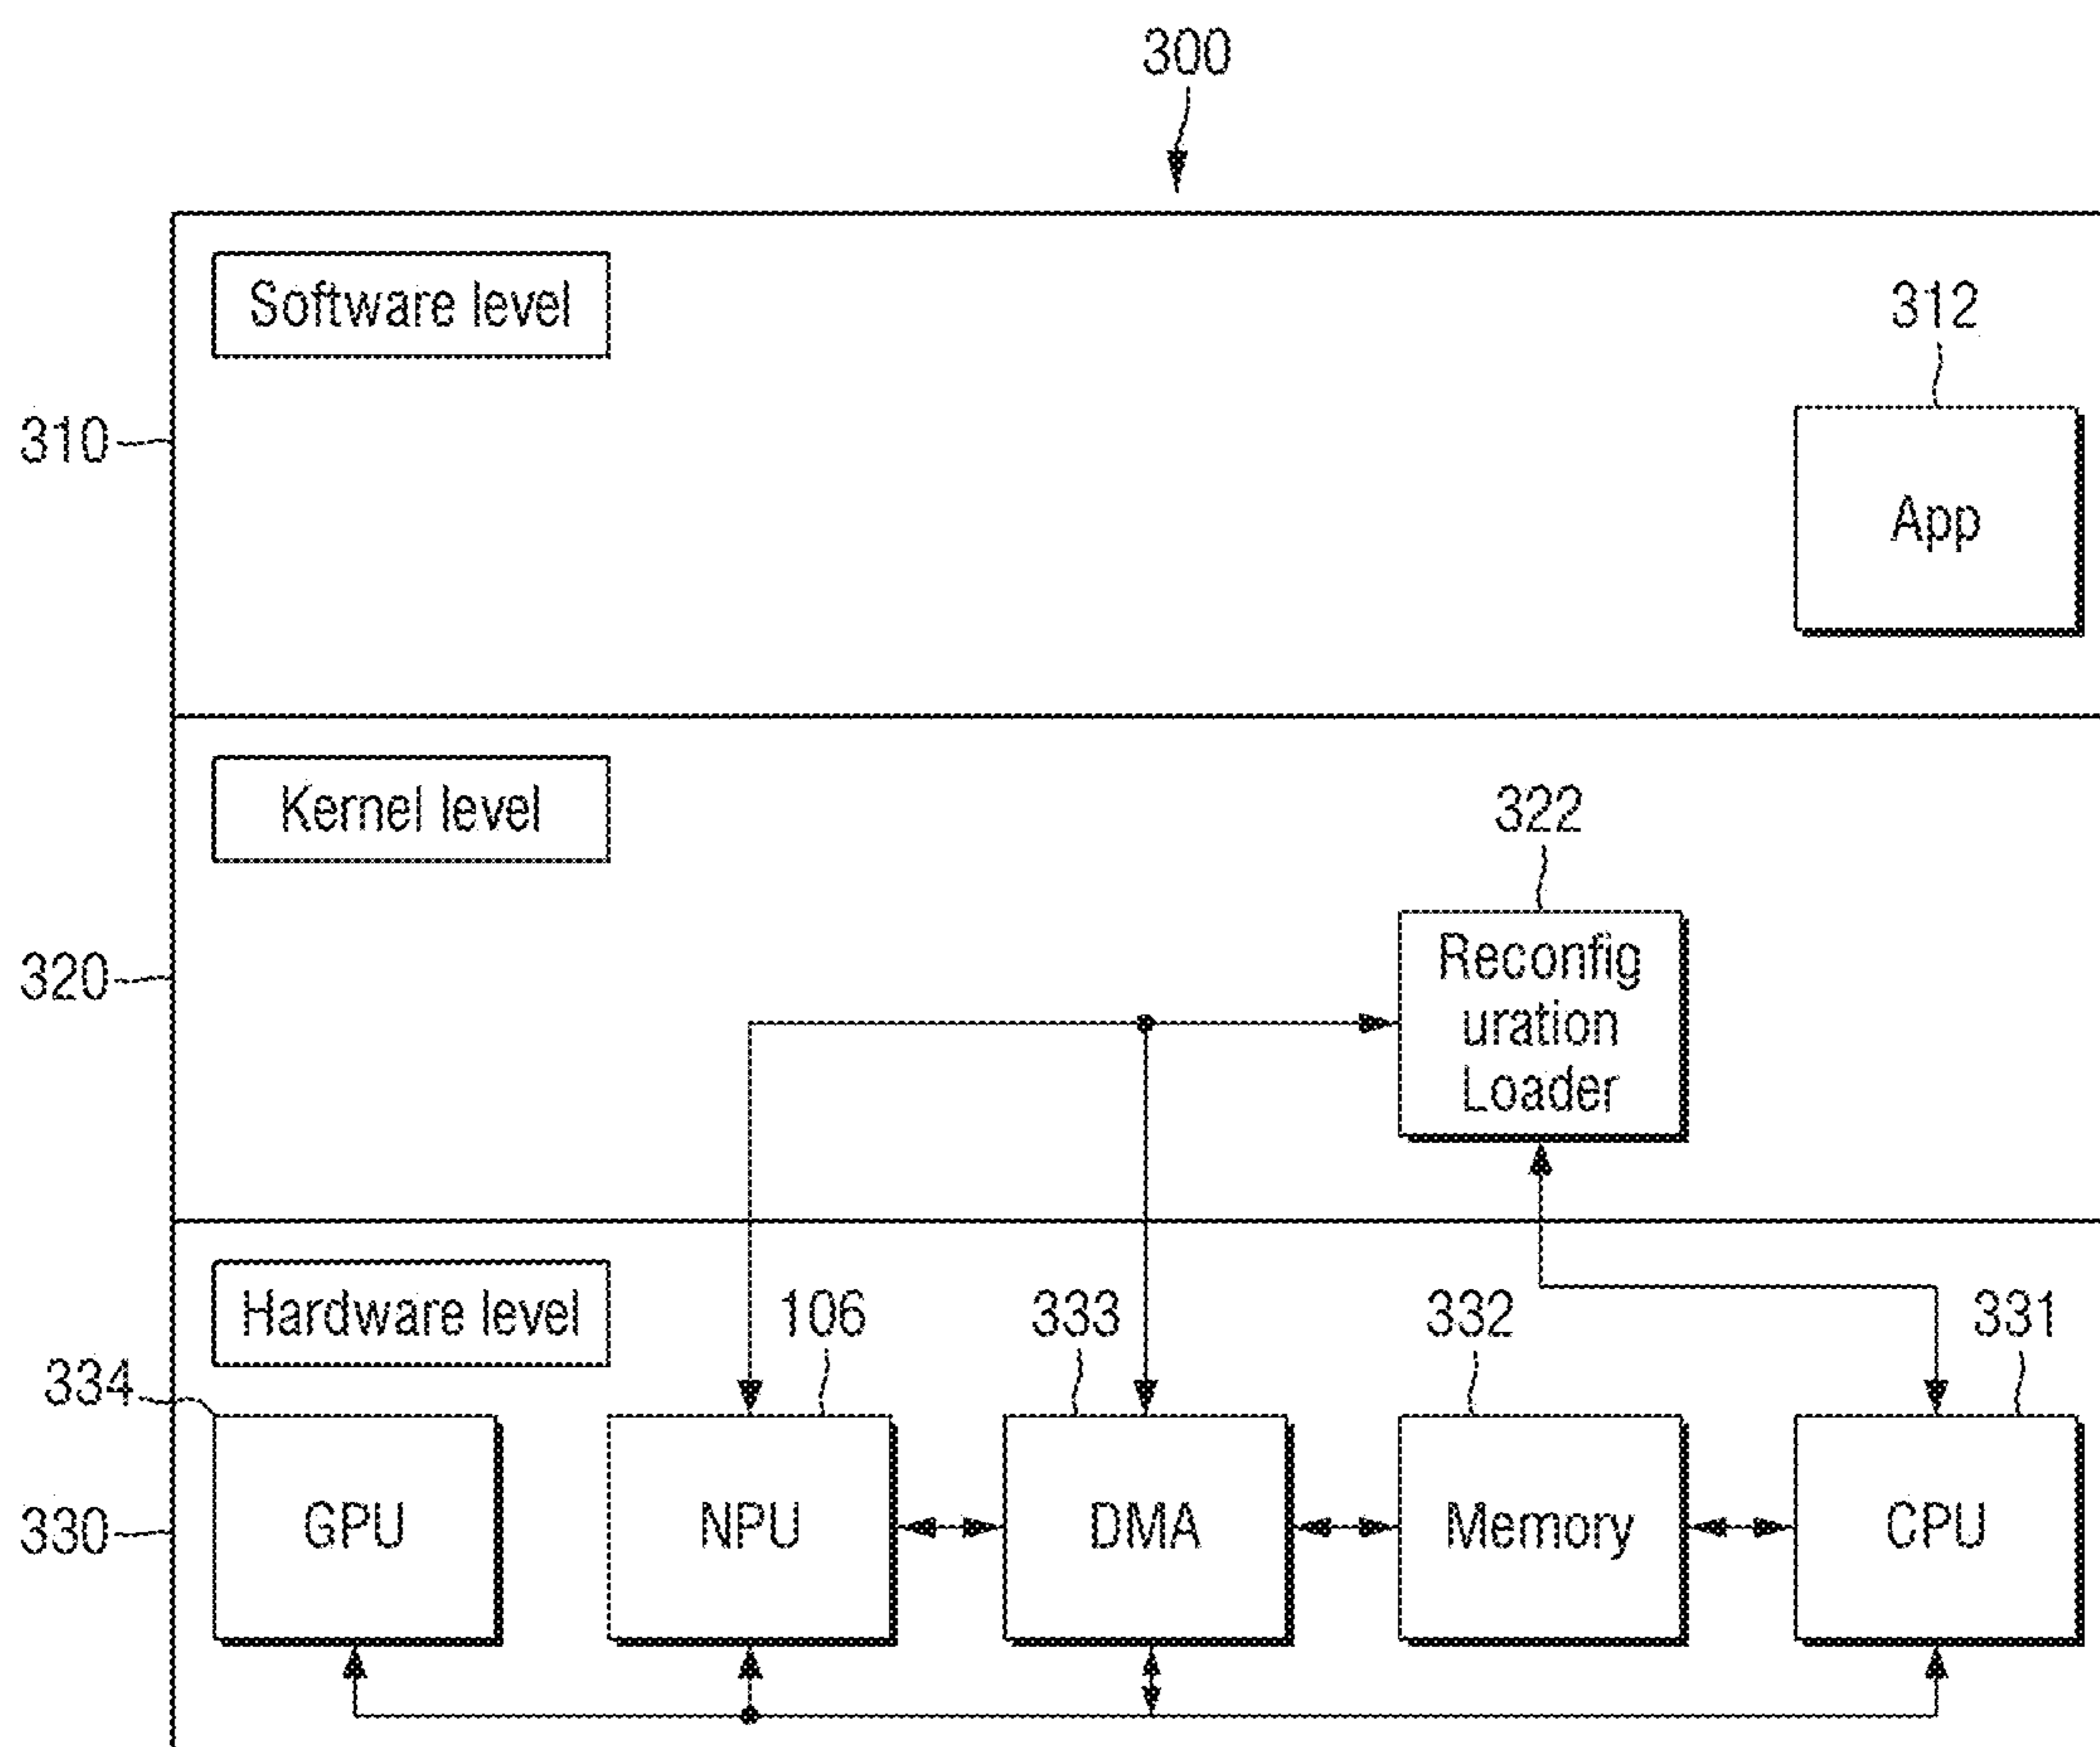 300
Software level
312
310
App
Kernel level
322
320
Reconfig
uration
Loader
Hardware level
106
333
332
331
334
GPU
NPU
DMA
Memory
CPU
330